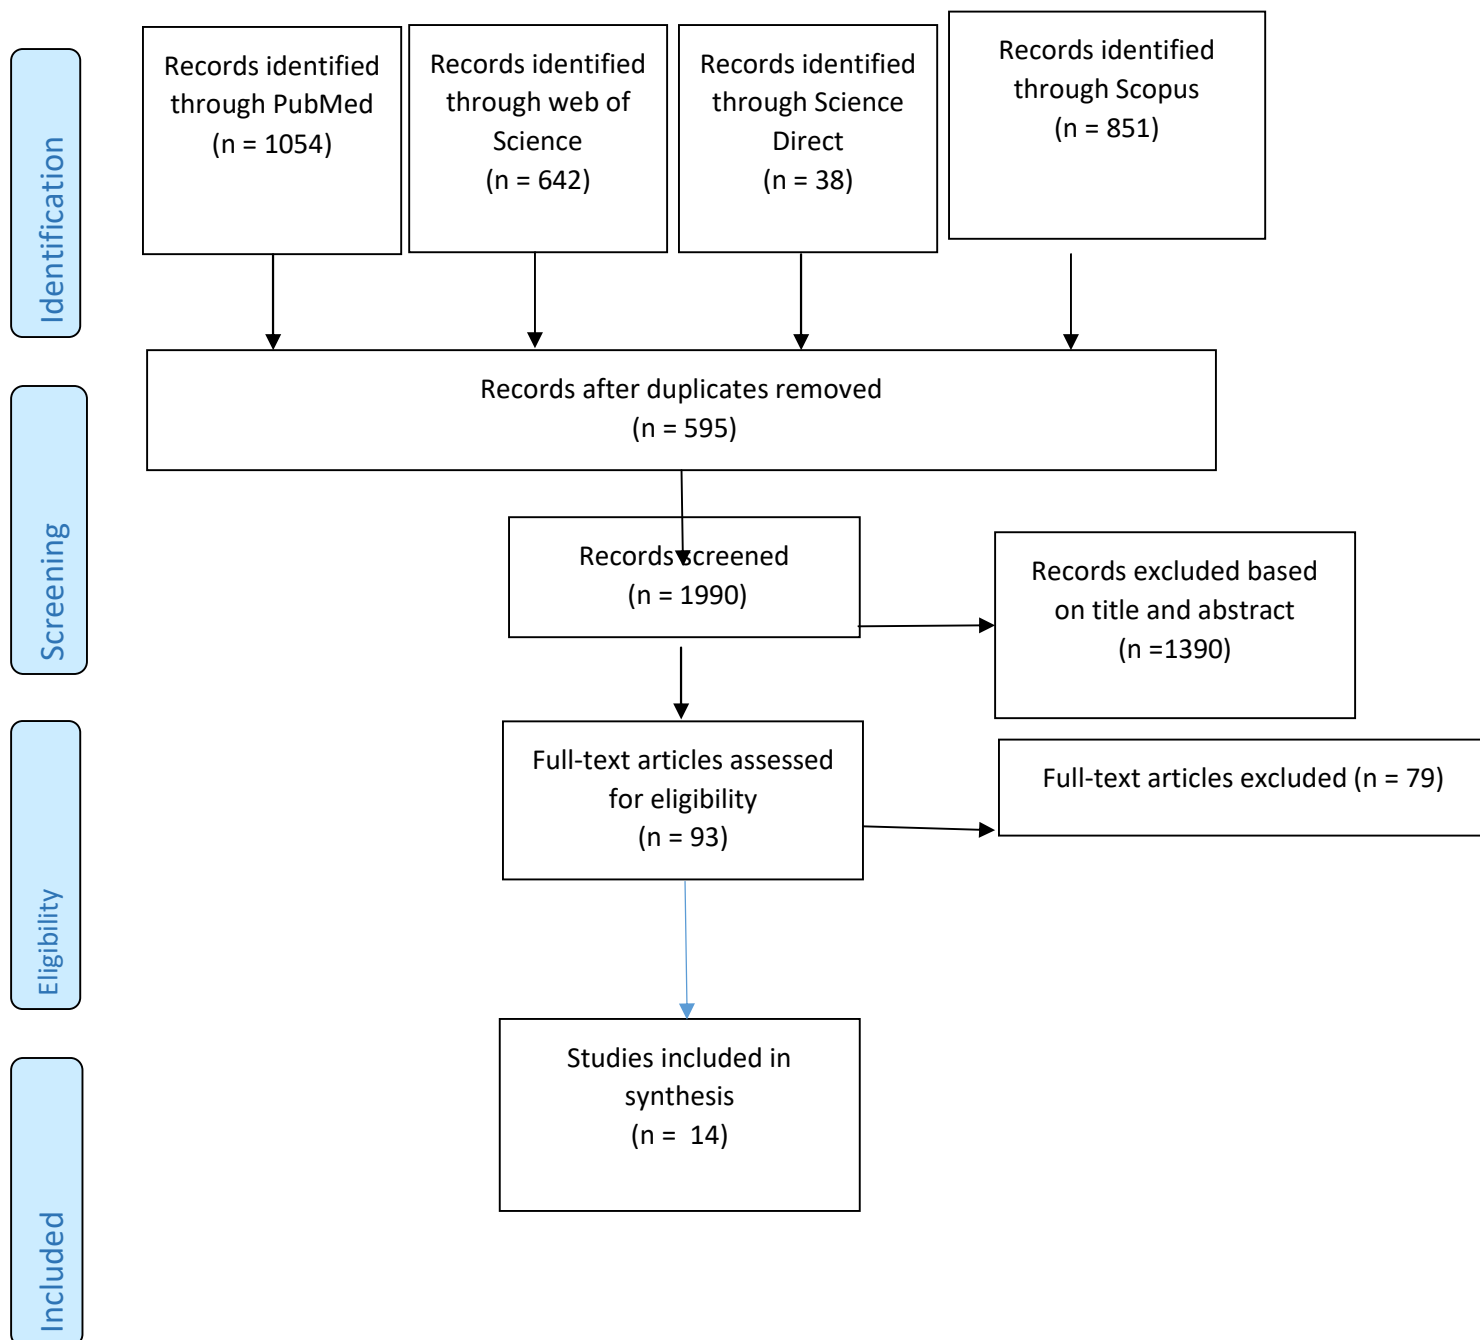 Identification
Records identified
through PubMed
(n = 1054)
Records identified
through web of
Science
(n = 642)
Records identified
through Science
Direct
(n = 38)
Records identified
through Scopus
(n = 851)
Records after duplicates removed
(n = 595)
Screening
Records screened
(n = 1990)
Records excluded based
on title and abstract
(n =1390)
Eligibility
Full-text articles assessed
for eligibility
(n = 93)
Full-text articles excluded (n = 79)
Included
Studies included in
synthesis
(n = 14)